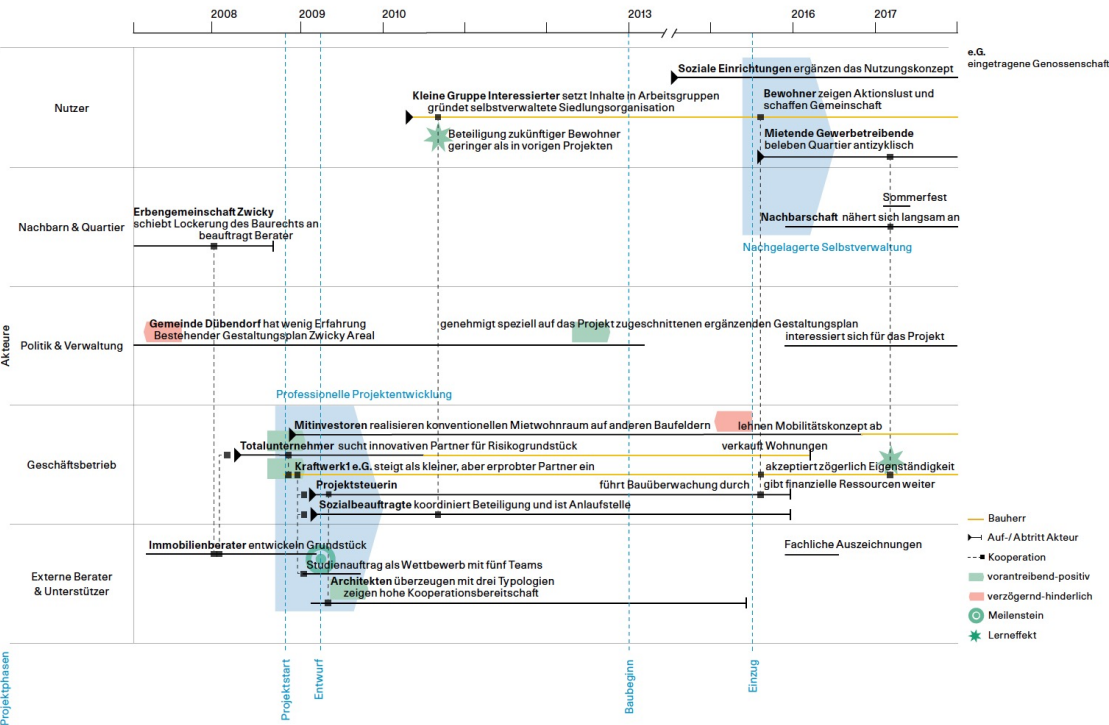 2008 2009 2010 2013 2016 2017
e.G.
eingetragene Genossenschaft
Akteure
Nutzer
Soziale Einrichtungen ergänzen das Nutzungskonzept
Kleine Gruppe Interessierter setzt Inhalte in Arbeitsgruppen
gründet selbstverwaltete Siedlungsorganisation
Bewohner zeigen Aktionslust und
schaffen Gemeinschaft
Beteiligung zukünftiger Bewohner
geringer als in vorigen Projekten
Mietende Gewerbetreibende
beleben Quartier antizyklisch
Nachbarn & Quartier
Erbengemeinschaft Zwicky
schiebt Lockerung des Baurechts an
beauftragt Berater
Sommerfest
Nachbarschaft nähert sich langsam an
Nachgelagerte Selbstverwaltung
Politik & Verwaltung
Gemeinde Dübendorf hat wenig Erfahrung
Bestehender Gestaltungsplan Zwicky Areal
genehmigt speziell auf das Projekt zugeschnittenen ergänzenden Gestaltungsplan
interessiert sich für das Projekt
Professionelle Projektentwicklung
Geschäftsbetrieb
Mitinvestoren realisieren konventionellen Mietwohnraum auf anderen Baufeldern
lehnen Mobilitätskonzept ab
Totalunternehmer sucht innovativen Partner für Risikogrundstück
verkauft Wohnungen
Kraftwerk1 e.G. steigt als kleiner, aber erprobter Partner ein
akzeptiert zögerlich Eigenständigkeit
Projektsteuerin
führt Bauüberwachung durch
gibt finanzielle Ressourcen weiter
Sozialbeauftragte koordiniert Beteiligung und ist Anlaufstelle
Externe Berater
& Unterstützer
Immobilienberater entwickeln Grundstück
Fachliche Auszeichnungen
Studienauftrag als Wettbewerb mit fünf Teams
Architekten überzeugen mit drei Typologien
zeigen hohe Kooperationsbereitschaft
Bauherr
Auf-/ Abtritt Akteur
Kooperation
vorantreibend-positiv
verzögernd-hinderlich
Meilenstein
Lerneffekt
Projektphasen
Projektstart
Entwurf
Baubeginn
Einzug